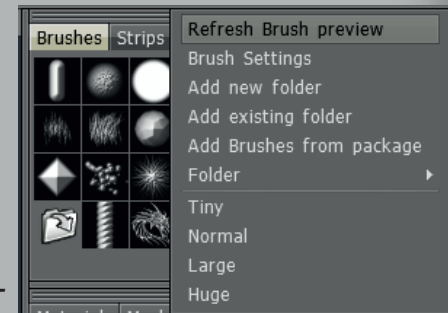 Brushes Strips
Refresh Brush preview
Brush Settings
Add new folder
Add existing folder
Add Brushes from package
Folder
Tiny
Normal
Large
Huge